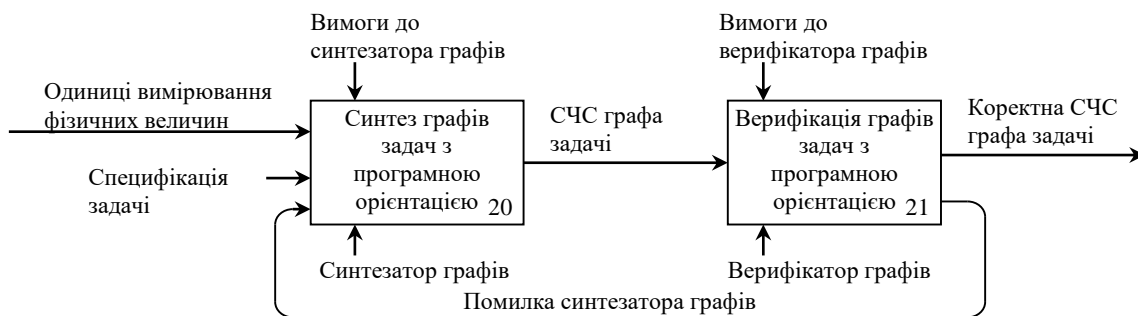 Вимоги до
синтезатора графів
Вимоги до
верифікатора графів
Одиниці вимірювання
фізичних величин
Специфікація
задачі
Синтез графів
задач з
програмною
орієнтацією 20
СЧС графа
задачі
Верифікація графів
задач з
програмною
орієнтацією 21
Коректна СЧС
графа задачі
Синтезатор графів
Верифікатор графів
Помилка синтезатора графів